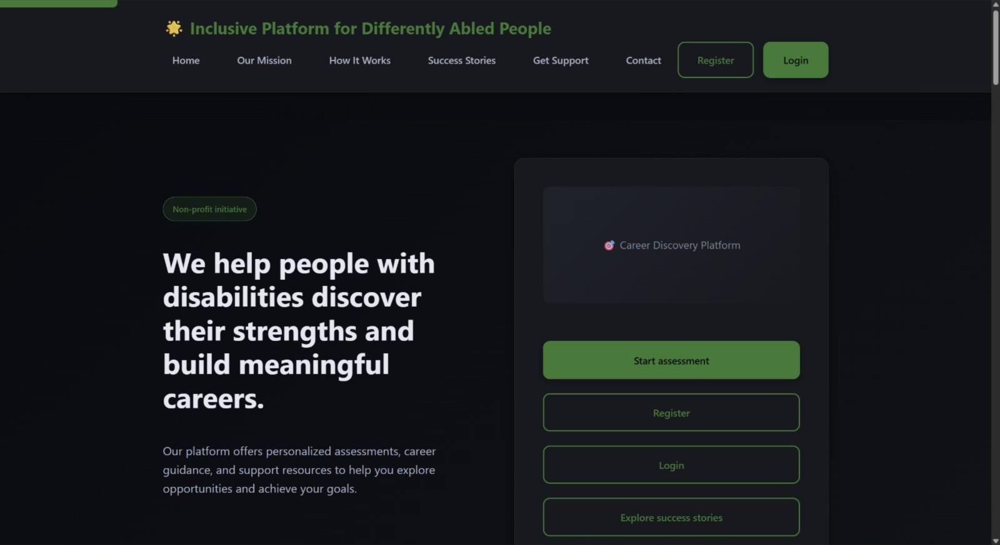 Inclusive Platform for Differently Abled People
Home
Our Mission
How It Works
Success Stories
Get Support
Contact
Register
Login
Non-profit initiative
We help people with
disabilities discover
their strengths and
build meaningful
careers.
Our platform offers personalized assessments, career
guidance, and support resources to help you explore
opportunities and achieve your goals.
Career Discovery Platform
Start assessment
Register
Login
Explore success stories